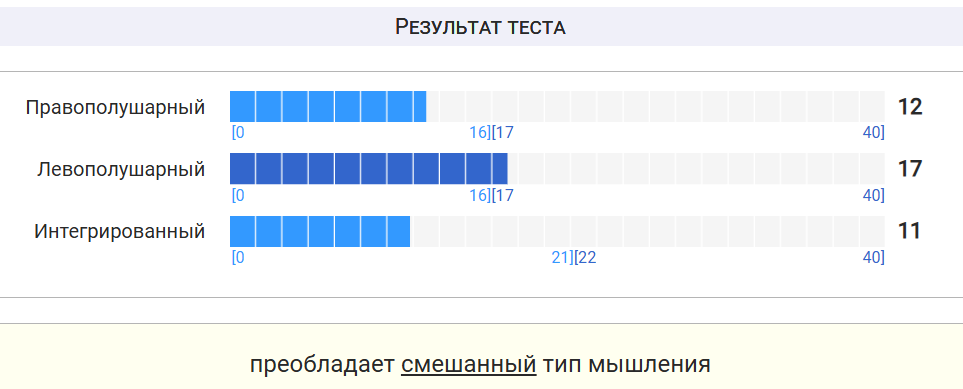 Результат теста
Правополушарный 12
[0 16][17 40]
Левополушарный 17
[0 16][17 40]
Интегрированный 11
[0 21][22 40]
преобладает смешанный тип мышления